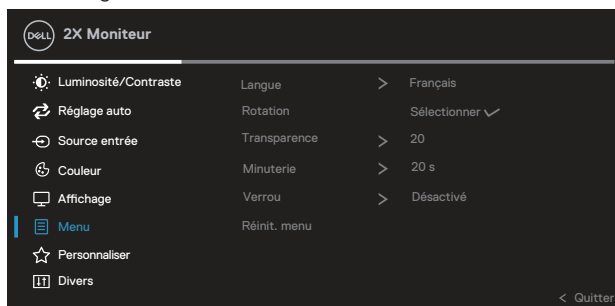 DELL 2X Moniteur
Luminosité/Contraste Langue > Français
Réglage auto Rotation Sélectionner
Source entrée Transparence > 20
Couleur Minuterie > 20 s
Affichage Verrou > Désactivé
Menu Réinit. menu
Personnaliser
Divers
< Quitter